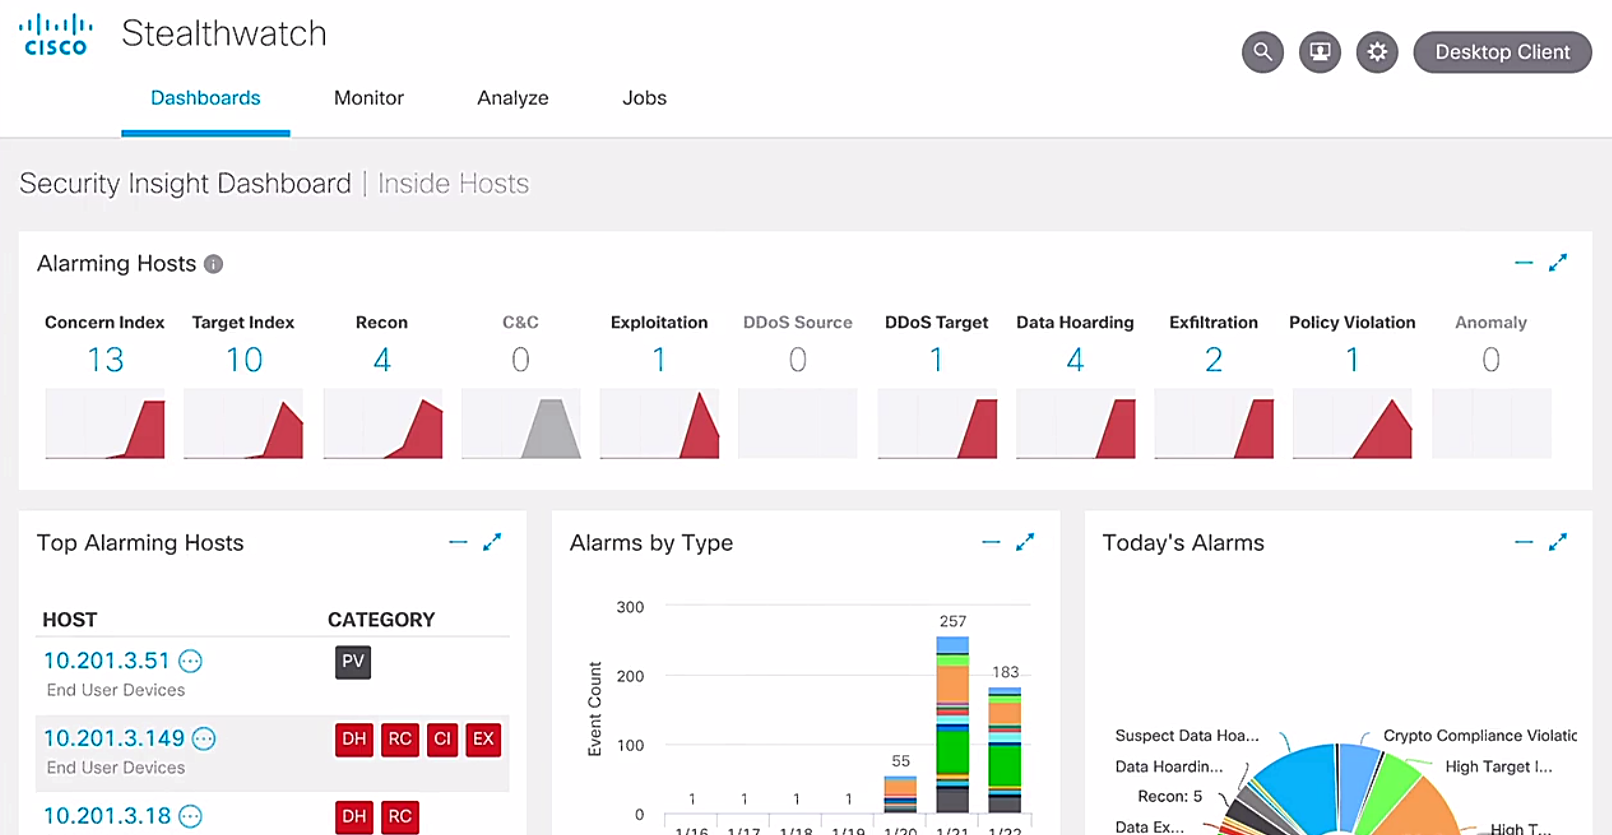 CISCO
Stealthwatch
Desktop Client
Dashboards Monitor Analyze Jobs
Security Insight Dashboard | Inside Hosts
Alarming Hosts
Concern Index Target Index Recon C&C Exploitation DDoS Source DDoS Target Data Hoarding Exfiltration Policy Violation Anomaly
13 10 4 0 1 0 1 4 2 1 0
Top Alarming Hosts
HOST CATEGORY
10.201.3.51 PV
End User Devices
10.201.3.149 DH RC CI EX
End User Devices
10.201.3.18 DH RC
Alarms by Type
Event Count
300
200
100
0
1 1 1 1 55 257 183
1/16 1/17 1/18 1/19 1/20 1/21 1/22
Today's Alarms
Suspect Data Hoa...
Data Hoardin...
Recon: 5
Data Ex...
Crypto Compliance Violatic
High Target I...
High T...